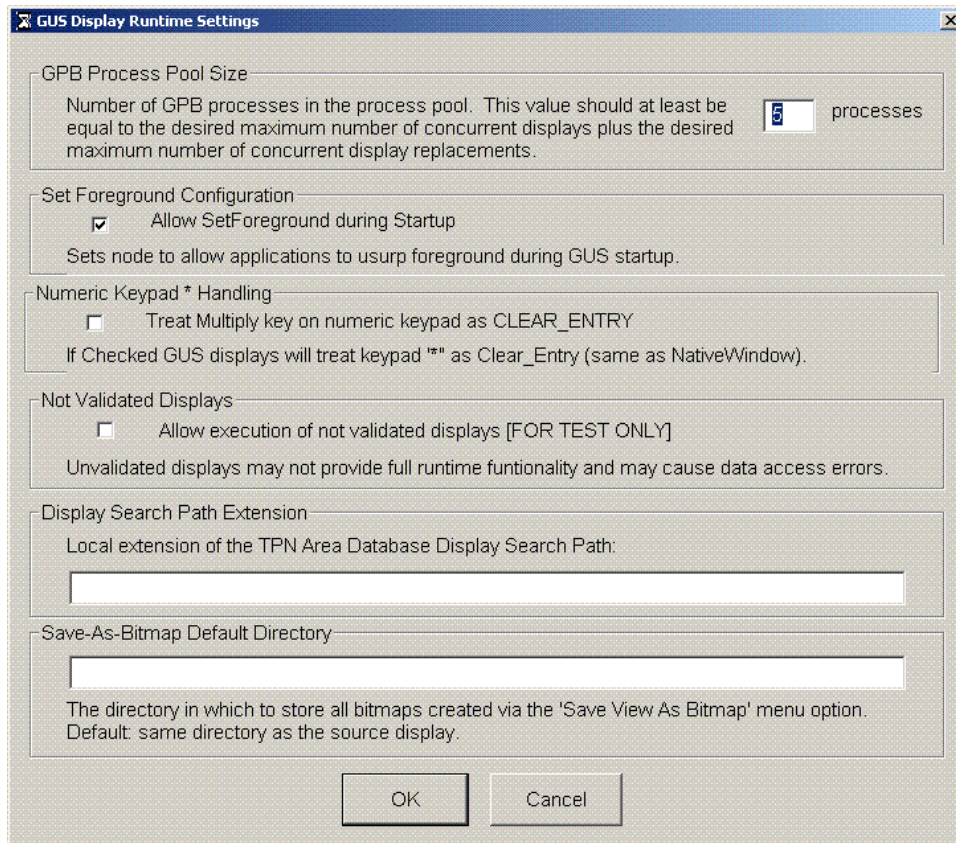 GUS Display Runtime Settings
GPB Process Pool Size
Number of GPB processes in the process pool. This value should at least be
equal to the desired maximum number of concurrent displays plus the desired
maximum number of concurrent display replacements.
5 processes
Set Foreground Configuration
Allow SetForeground during Startup
Sets node to allow applications to usurp foreground during GUS startup.
Numeric Keypad * Handling
Treat Multiply key on numeric keypad as CLEAR_ENTRY
If Checked GUS displays will treat keypad '*" as Clear_Entry (same as NativeWindow).
Not Validated Displays
Allow execution of not validated displays [FOR TEST ONLY]
Unvalidated displays may not provide full runtime funtionality and may cause data access errors.
Display Search Path Extension
Local extension of the TPN Area Database Display Search Path:
Save-As-Bitmap Default Directory
The directory in which to store all bitmaps created via the 'Save View As Bitmap' menu option.
Default: same directory as the source display.
OK
Cancel